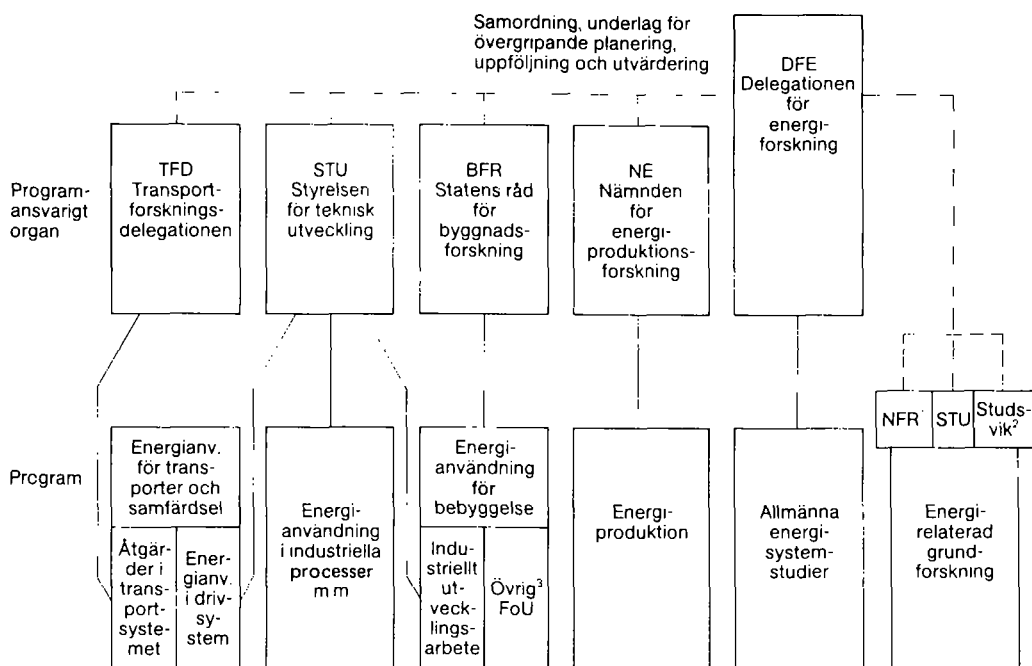 Samordning, underlag för
övergripande planering,
uppföljning och utvärdering
DFE
Delegationen
för
energi-
forskning
Program-
ansvarigt
organ
TFD
Transport-
forsknings-
delegationen
STU
Styrelsen
för teknisk
utveckling
BFR
Statens råd
för
byggnads-
forskning
NE
Nämnden
för
energi-
produktions-
forskning
NFR¹
STU
Studs-
vik²
Program
Energianv.
för trans-
porter och
samfärdsel
Åtgär-
der i
trans-
port-
syste-
met
Energi-
anv.
i driv-
sy-
stem
Energi-
användning
i industriella
processer
m m
Energi-
användning
för
bebyggelse
Indu-
striellt
ut-
veck-
lings-
arbete
Övrig³
FoU
Energi-
produktion
Allmänna
energi-
system-
studier
Energi-
relaterad
grund-
forskning